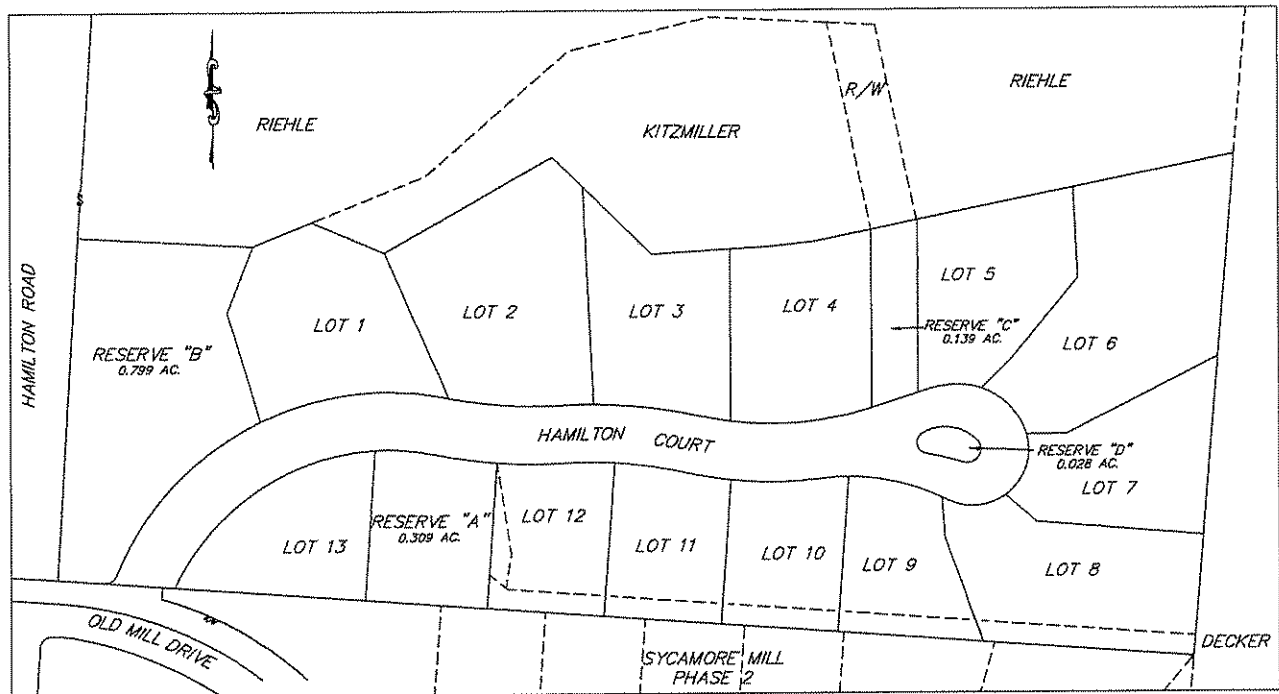 RIEHLE
KITZMILLER
R/W
RIEHLE
HAMILTON ROAD
RESERVE "B"
0.799 AC.
LOT 1
LOT 2
LOT 3
LOT 4
LOT 5
RESERVE "C"
0.139 AC.
LOT 6
HAMILTON COURT
RESERVE "D"
0.028 AC.
LOT 7
LOT 13
RESERVE "A"
0.309 AC.
LOT 12
LOT 11
LOT 10
LOT 9
LOT 8
OLD MILL DRIVE
SYCAMORE MILL
PHASE 2
DECKER